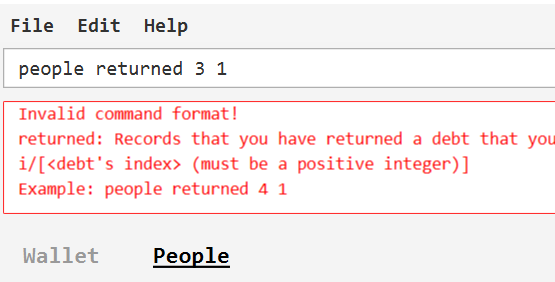 File Edit Help
people returned 3 1
Invalid command format!
returned: Records that you have returned a debt that you
i/[<debt's index> (must be a positive integer)]
Example: people returned 4 1
Wallet People